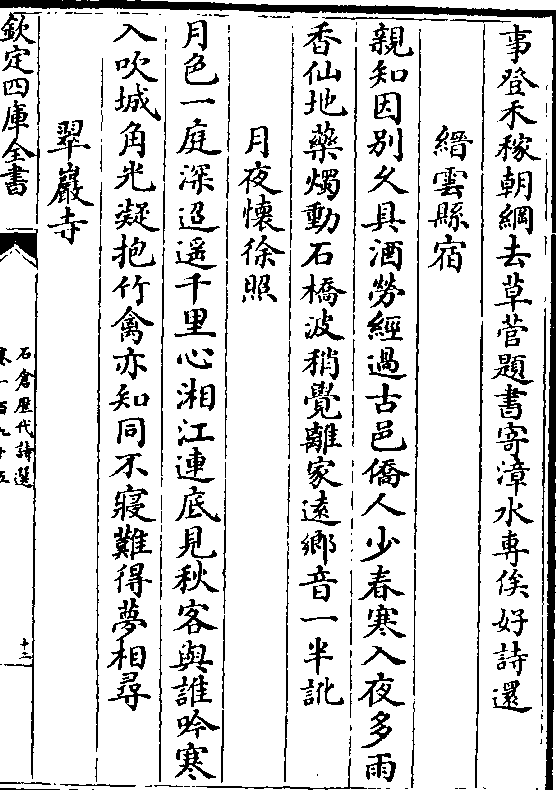 事登禾稼朝綱去草菅題書寄漳水專俟好詩還
縉雲縣宿
親知因別久具酒勞經過古邑僑人少春寒入夜多雨
香仙地藥燭動石橋波稍覺離家遠鄉音一半訛
月夜懷徐照
月色一庭深迢遥千里心湘江連底見秋客與誰吟寒
入吹城角光凝抱竹禽亦知同不寢難得夢相尋
翠巖寺
欽定四庫全書
石倉歷代詩選
卷一百九十五
十二